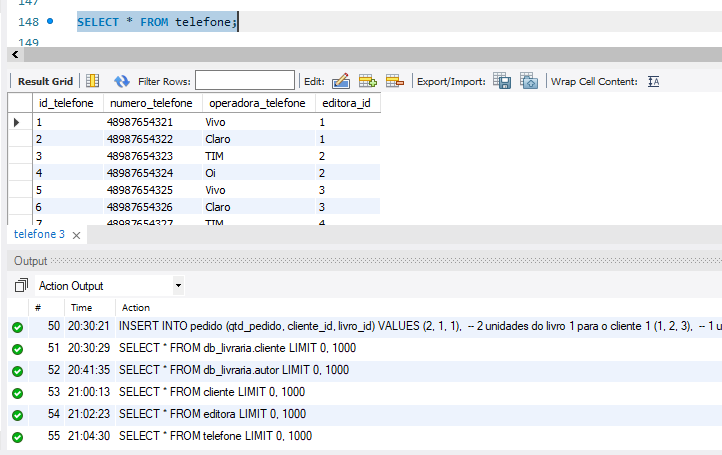 147
148 SELECT * FROM telefone;
149
Result Grid Filter Rows: Edit: Export/Import: Wrap Cell Content: IA
id_telefone numero_telefone operadora_telefone editora_id
1 48987654321 Vivo 1
2 48987654322 Claro 1
3 48987654323 TIM 2
4 48987654324 Oi 2
5 48987654325 Vivo 3
6 48987654326 Claro 3
7 48987654327 TIM 4
telefone 3
Output
Action Output
# Time Action
50 20:30:21 INSERT INTO pedido (qtd_pedido, cliente_id, livro_id) VALUES (2, 1, 1), -- 2 unidades do livro 1 para o cliente 1 (1, 2, 3), -- 1 u
51 20:30:29 SELECT * FROM db_livraria.cliente LIMIT 0, 1000
52 20:41:35 SELECT * FROM db_livraria.autor LIMIT 0, 1000
53 21:00:13 SELECT * FROM cliente LIMIT 0, 1000
54 21:02:23 SELECT * FROM editora LIMIT 0, 1000
55 21:04:30 SELECT * FROM telefone LIMIT 0, 1000